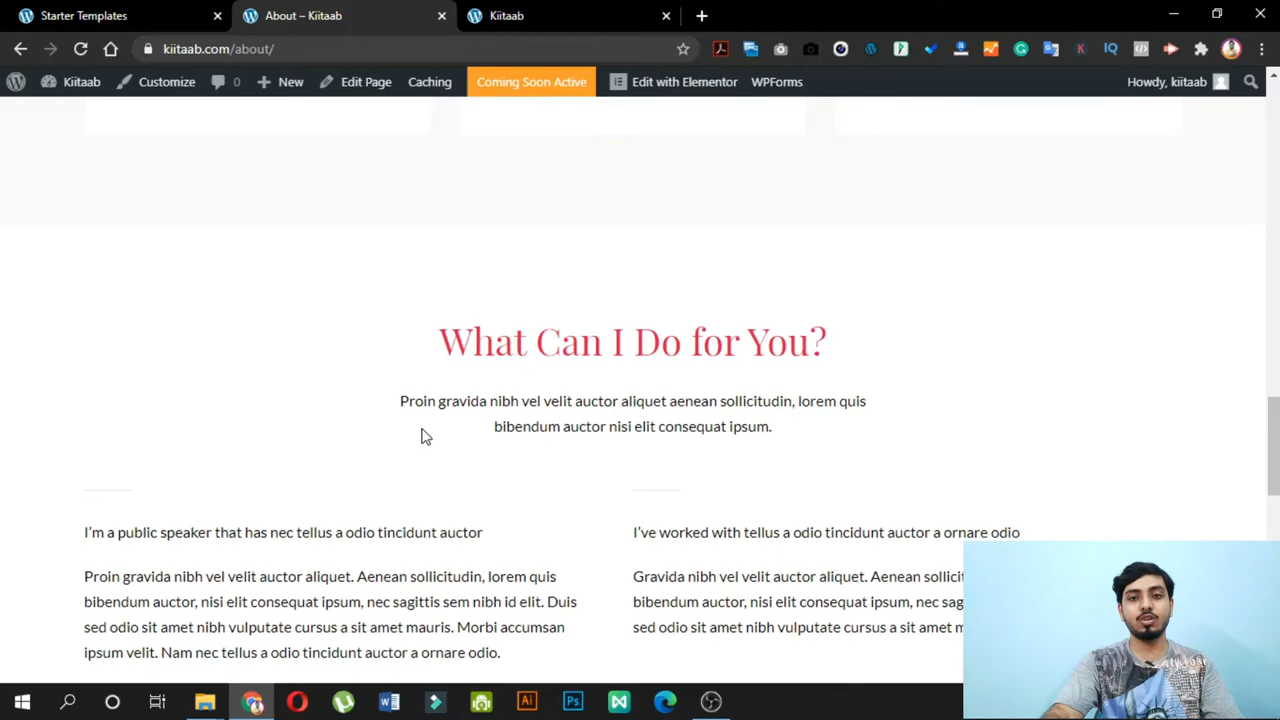 Starter Templates
About – Kiitaab
Kiitaab
kiitaab.com/about/
Kiitaab
Customize
0
New
Edit Page
Caching
Coming Soon Active
Edit with Elementor
WPForms
Howdy, kiitaab
What Can I Do for You?
Proin gravida nibh vel velit auctor aliquet aenean sollicitudin, lorem quis
bibendum auctor nisi elit consequat ipsum.
I’m a public speaker that has nec tellus a odio tincidunt auctor
Proin gravida nibh vel velit auctor aliquet. Aenean sollicitudin, lorem quis
bibendum auctor, nisi elit consequat ipsum, nec sagittis sem nibh id elit. Duis
sed odio sit amet nibh vulputate cursus a sit amet mauris. Morbi accumsan
ipsum velit. Nam nec tellus a odio tincidunt auctor a ornare odio.
I’ve worked with tellus a odio tincidunt auctor a ornare odio
Gravida nibh vel velit auctor aliquet. Aenean
bibendum auctor, nisi elit consequat ipsum, nec sag
sed odio sit amet nibh vulputate cursus a sit amet m